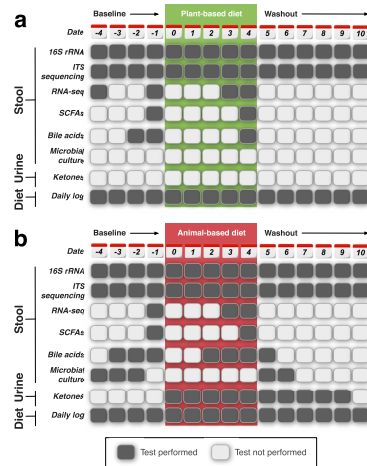 a
Baseline
Plant-based diet
Washout
Date -4 -3 -2 -1 0 1 2 3 4 5 6 7 8 9 10
Stool
16S rRNA
ITS
sequencing
RNA-seq
SCFAs
Bile acids
Microbial
culture
Urine
Ketones
Diet
Daily log
b
Baseline
Animal-based diet
Washout
Date -4 -3 -2 -1 0 1 2 3 4 5 6 7 8 9 10
Stool
16S rRNA
ITS
sequencing
RNA-seq
SCFAs
Bile acids
Microbial
culture
Urine
Ketones
Diet
Daily log
Test performed
Test not performed